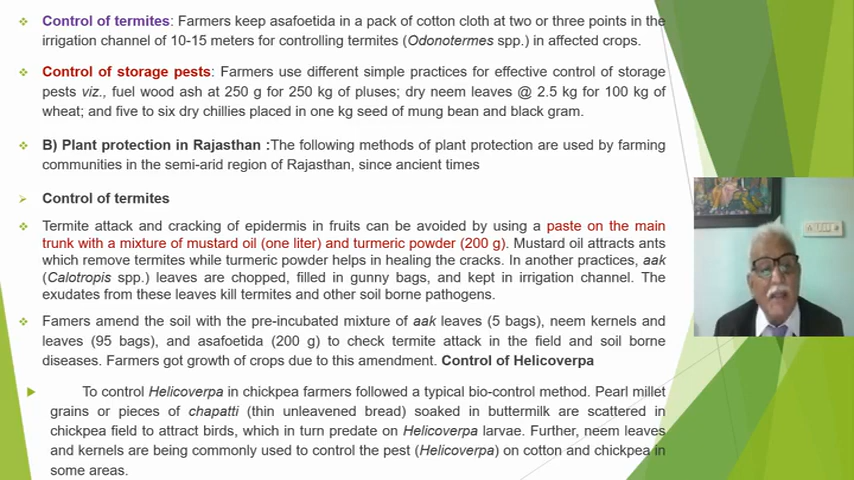 Control of termites: Farmers keep asafoetida in a pack of cotton cloth at two or three points in the
irrigation channel of 10-15 meters for controlling termites (Odonotermes spp.) in affected crops.
Control of storage pests: Farmers use different simple practices for effective control of storage
pests viz., fuel wood ash at 250 g for 250 kg of pluses; dry neem leaves @ 2.5 kg for 100 kg of
wheat; and five to six dry chillies placed in one kg seed of mung bean and black gram.
B) Plant protection in Rajasthan :The following methods of plant protection are used by farming
communities in the semi-arid region of Rajasthan, since ancient times
Control of termites
Termite attack and cracking of epidermis in fruits can be avoided by using a paste on the main
trunk with a mixture of mustard oil (one liter) and turmeric powder (200 g). Mustard oil attracts ants
which remove termites while turmeric powder helps in healing the cracks. In another practices, aak
(Calotropis spp.) leaves are chopped, filled in gunny bags, and kept in irrigation channel. The
exudates from these leaves kill termites and other soil borne pathogens.
Famers amend the soil with the pre-incubated mixture of aak leaves (5 bags), neem kernels and
leaves (95 bags), and asafoetida (200 g) to check termite attack in the field and soil borne
diseases. Farmers got growth of crops due to this amendment. Control of Helicoverpa
To control Helicoverpa in chickpea farmers followed a typical bio-control method. Pearl millet
grains or pieces of chapatti (thin unleavened bread) soaked in buttermilk are scattered in
chickpea field to attract birds, which in turn predate on Helicoverpa larvae. Further, neem leaves
and kernels are being commonly used to control the pest (Helicoverpa) on cotton and chickpea in
some areas.